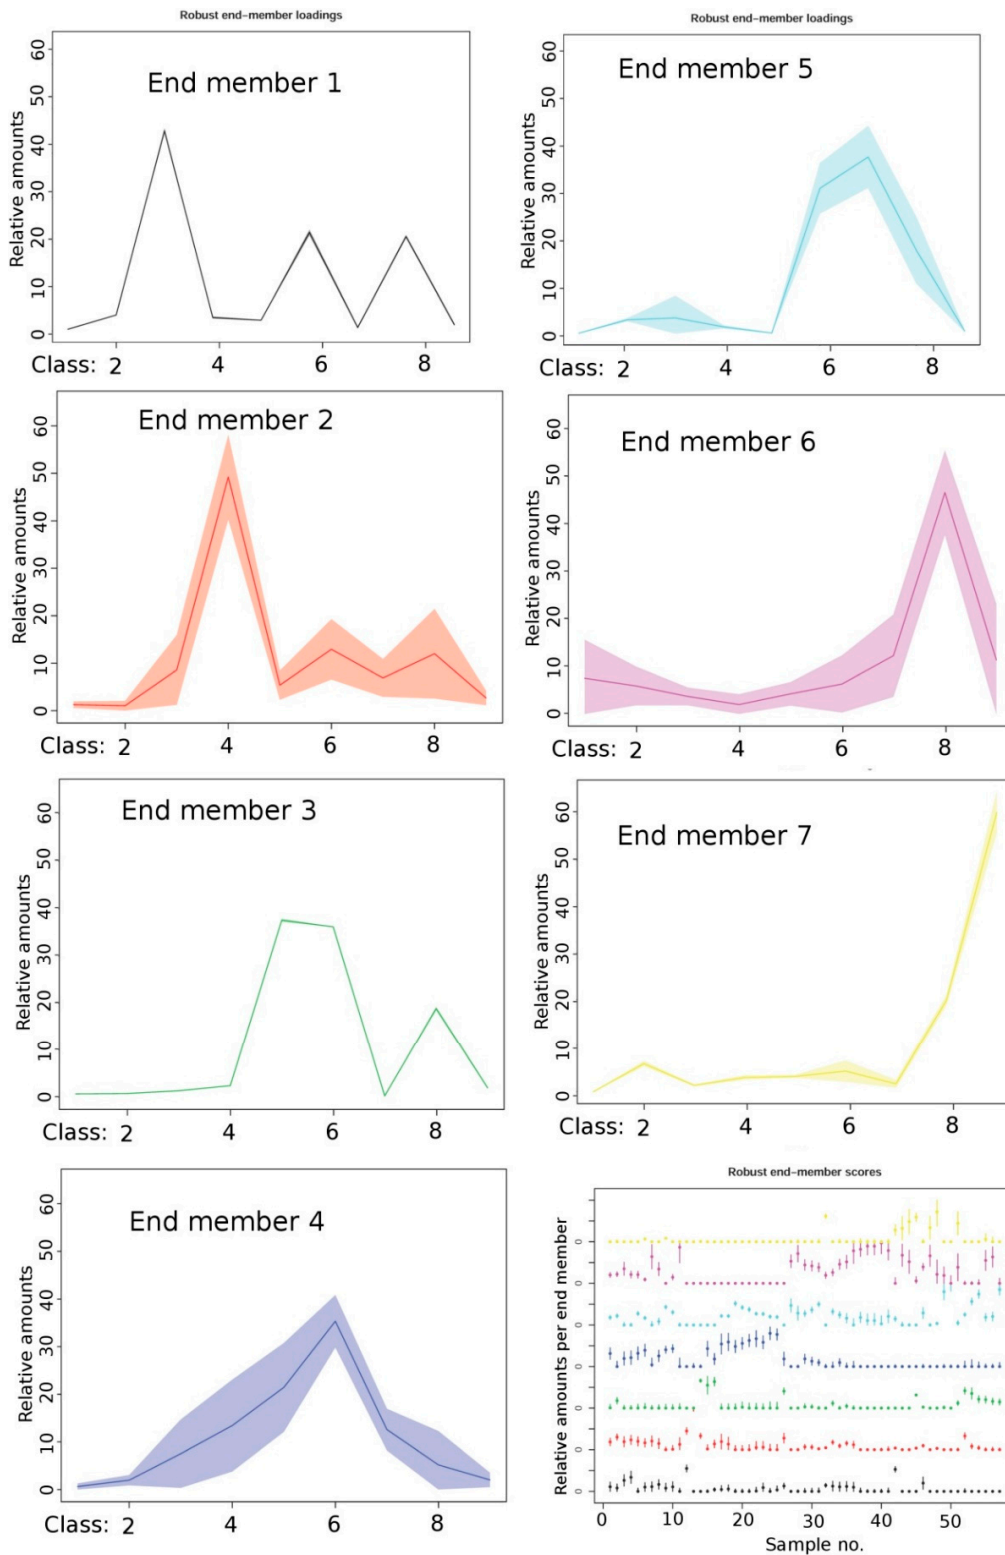 Robust end–member loadings
End member 1
Relative amounts
0 10 20 30 40 50 60
Class: 2 4 6 8
End member 2
Relative amounts
0 10 20 30 40 50 60
Class: 2 4 6 8
End member 3
Relative amounts
0 10 20 30 40 50 60
Class: 2 4 6 8
End member 4
Relative amounts
0 10 20 30 40 50 60
Class: 2 4 6 8
Robust end–member loadings
End member 5
Relative amounts
0 10 20 30 40 50 60
Class: 2 4 6 8
End member 6
Relative amounts
0 10 20 30 40 50 60
Class: 2 4 6 8
End member 7
Relative amounts
0 10 20 30 40 50 60
Class: 2 4 6 8
Robust end–member scores
Relative amounts per end member
0 0 0 0 0 0 0
0 10 20 30 40 50
Sample no.